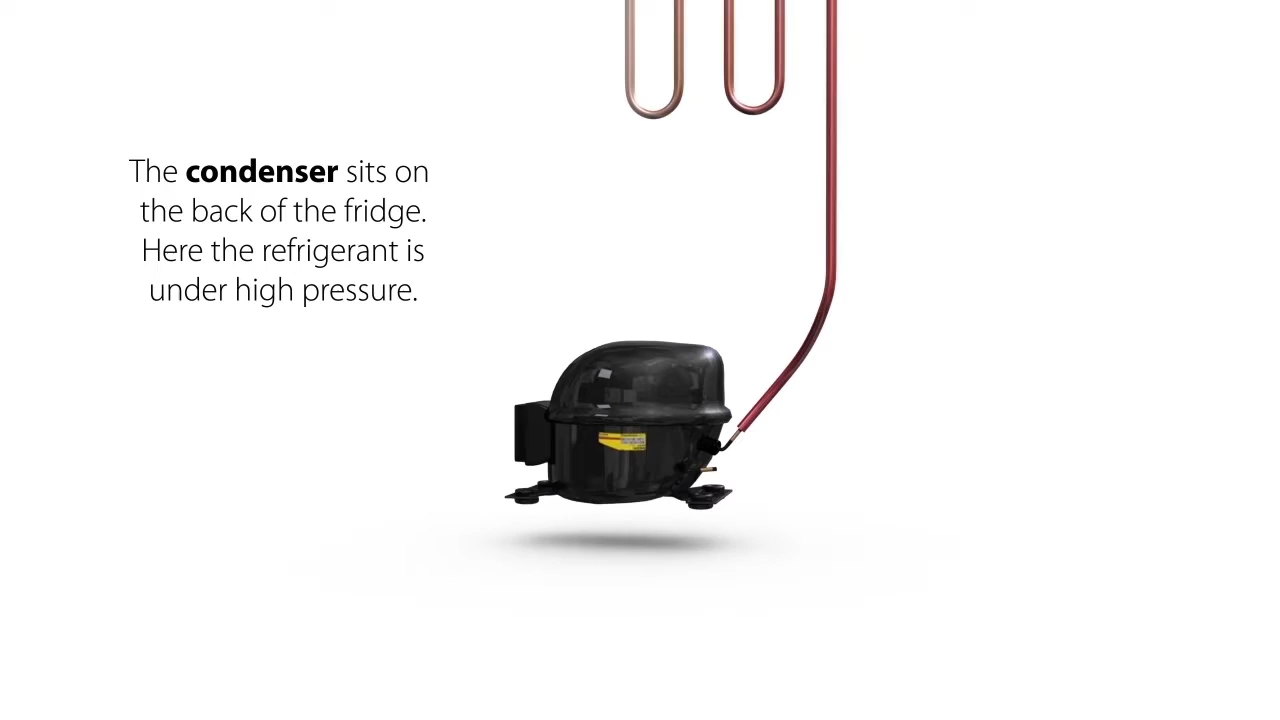 The condenser sits on
the back of the fridge.
Here the refrigerant is
under high pressure.